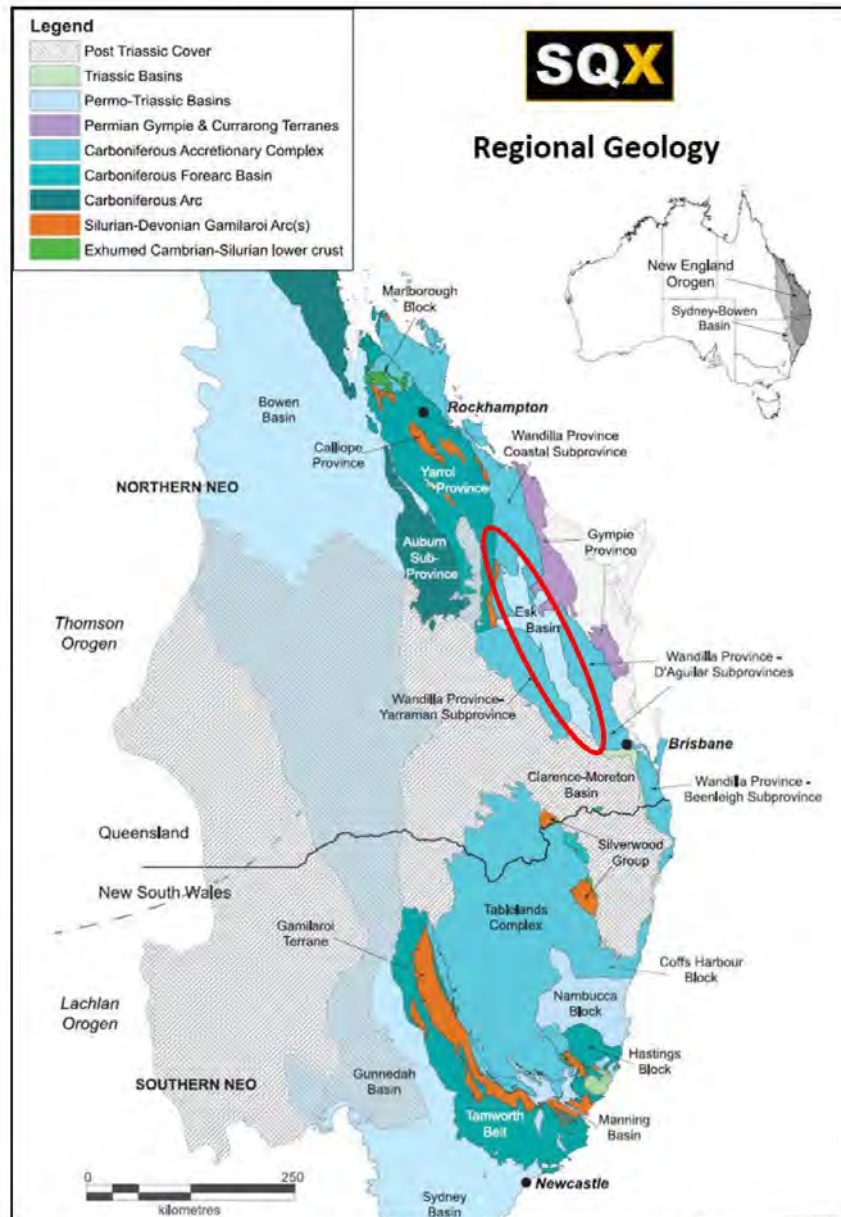 Legend
Post Triassic Cover
Triassic Basins
Permo-Triassic Basins
Permian Gympie & Currarong Terranes
Carboniferous Accretionary Complex
Carboniferous Forearc Basin
Carboniferous Arc
Silurian-Devonian Gamilaroi Arc(s)
Exhumed Cambrian-Silurian lower crust
SQX
Regional Geology
New England
Orogen
Sydney-Bowen
Basin
Marlborough
Block
Bowen
Basin
Rockhampton
Calliope
Province
Wandilla Province
Coastal Subprovince
Yarrol
Province
NORTHERN NEO
Gympie
Province
Auburn
Sub-
Province
Esk
Basin
Thomson
Orogen
Wandilla Province -
D'Aguilar Subprovinces
Wandilla Province-
Yarraman Subprovince
Brisbane
Clarence-Moreton
Basin
Wandilla Province -
Beenleigh Subprovince
Queensland
Silverwood
Group
New South Wales
Tablelands
Complex
Gamilaroi
Terrane
Coffs Harbour
Block
Lachlan
Orogen
Nambucca
Block
Hastings
Block
SOUTHERN NEO
Gunnedah
Basin
Tamworth
Belt
Manning
Basin
0 250
kilometres
Newcastle
Sydney
Basin